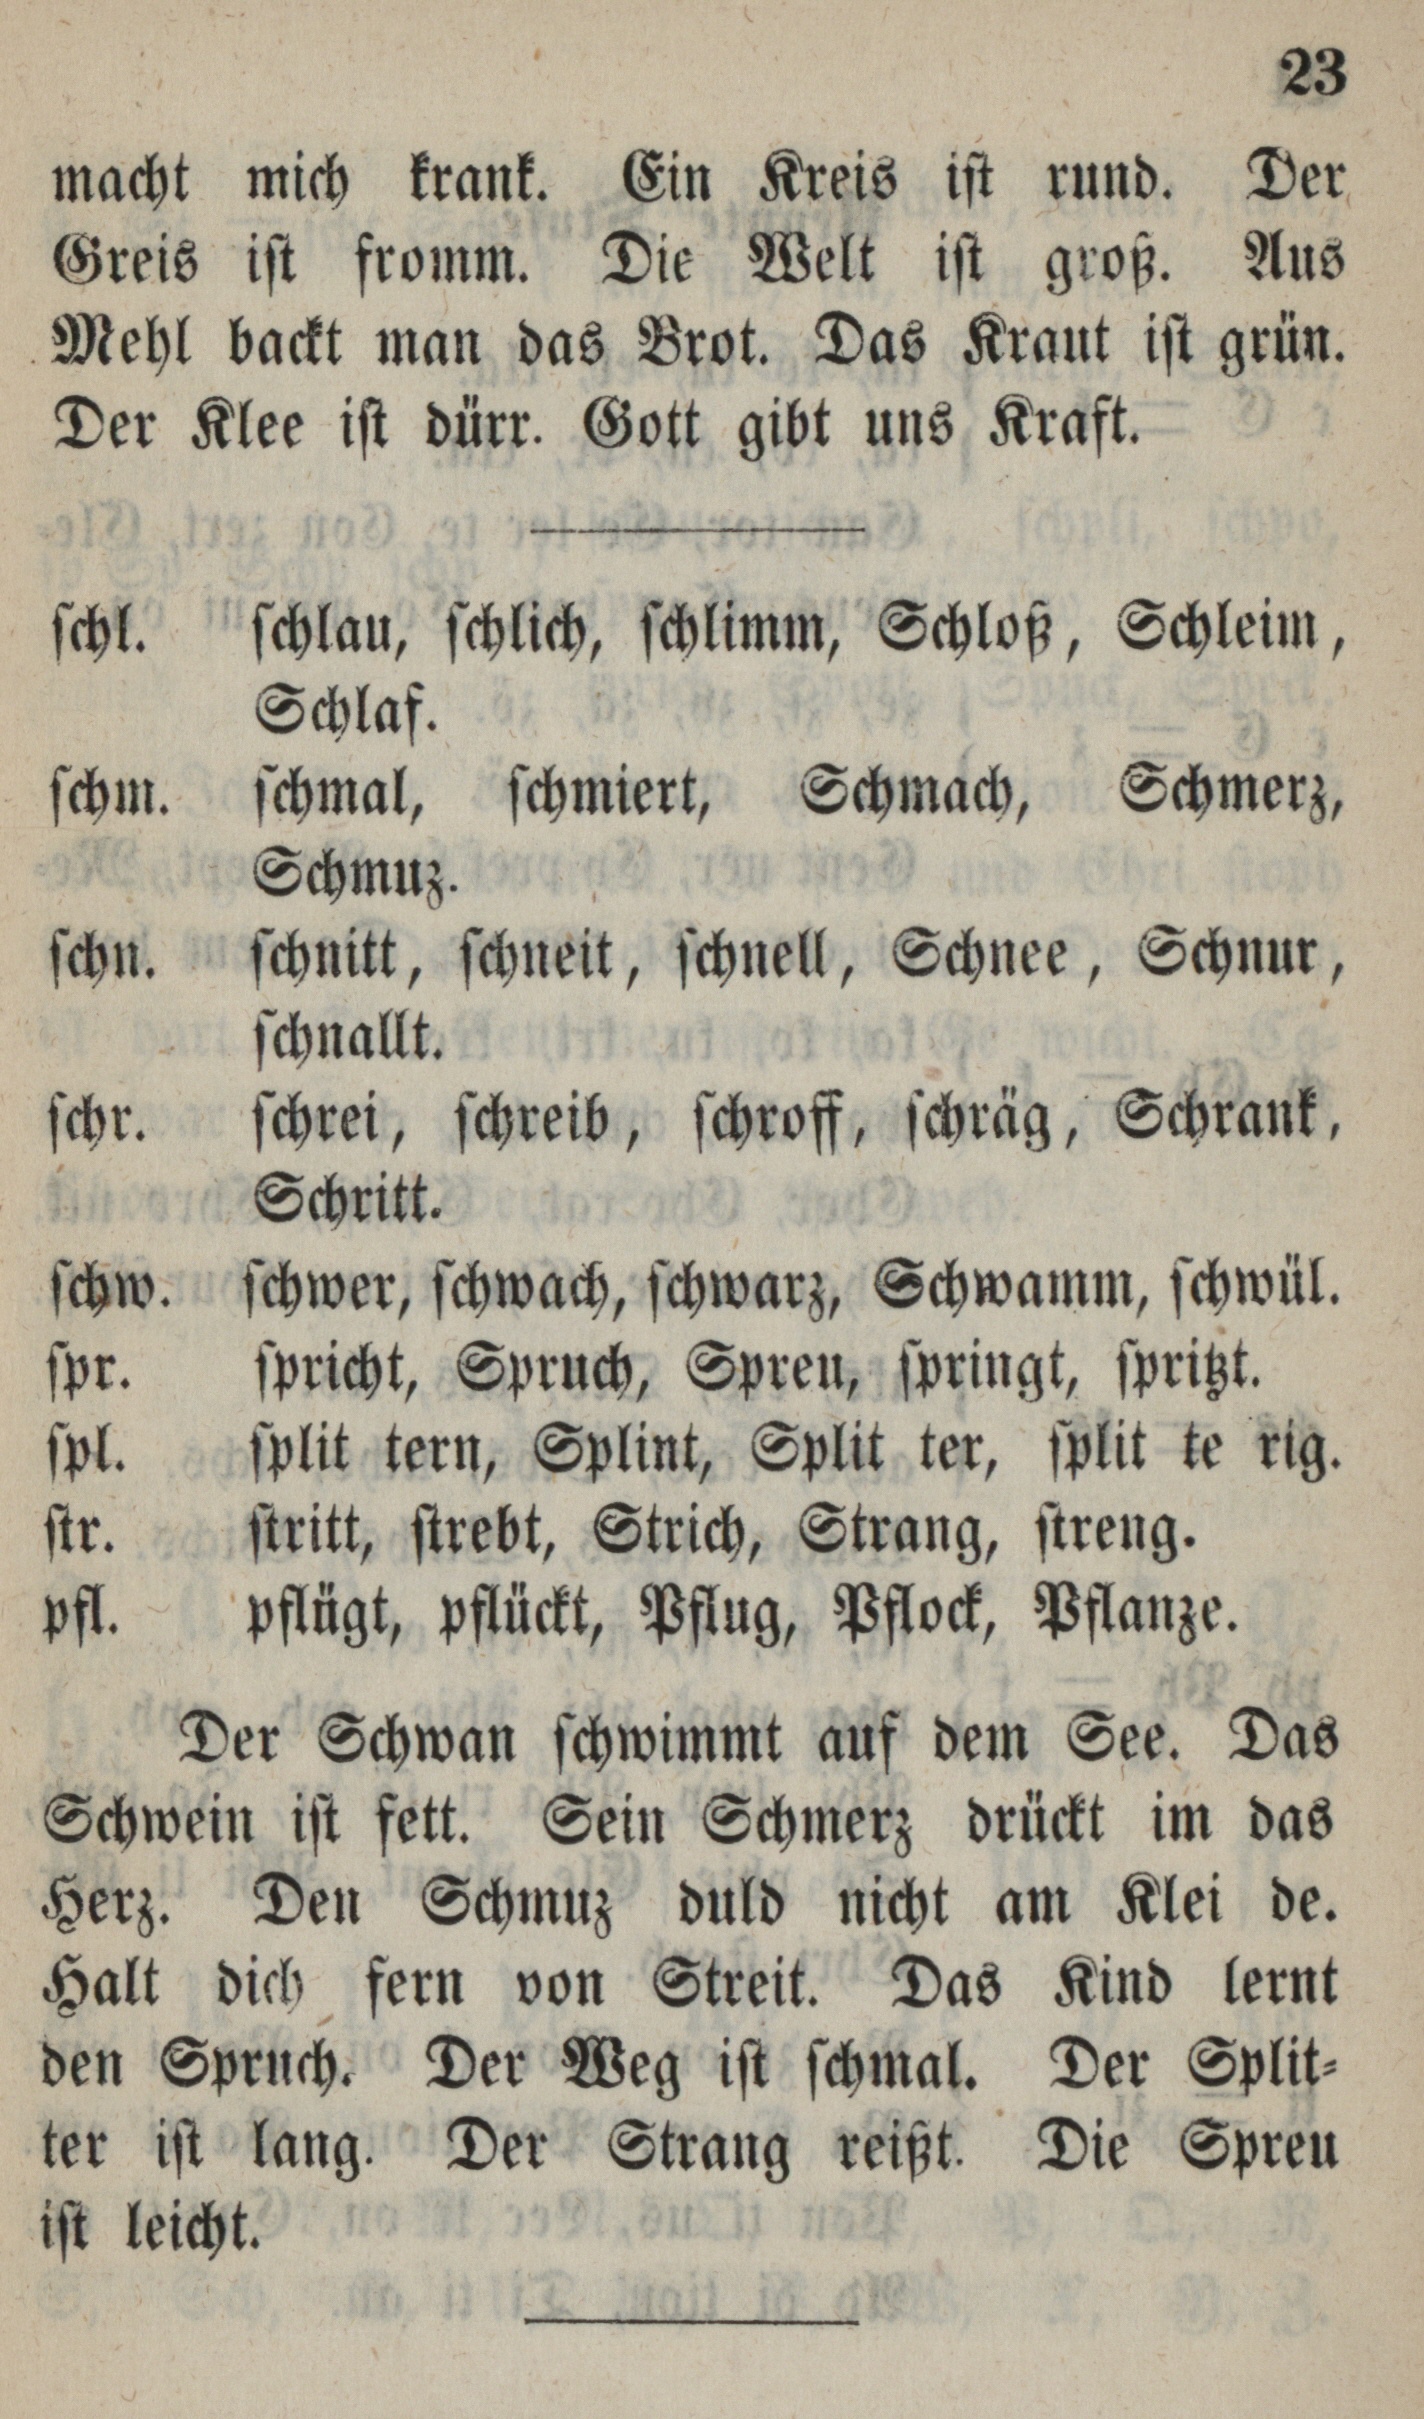 23
macht mich krank. Ein Kreis ist rund. Der
Greis ist fromm. Die Welt ist groß. Aus
Mehl backt man das Brot. Das Kraut ist grün.
Der Klee ist dürr. Gott gibt uns Kraft.
schl. schlau, schlich, schlimm, Schloß, Schleim,
Schlaf.
schm. schmal, schmiert, Schmach, Schmerz,
Schmuz.
schn. schnitt, schneit, schnell, Schnee, Schnur,
schnallt.
schr. schrei, schreib, schroff, schräg, Schrank,
Schritt.
schw. schwer, schwach, schwarz, Schwamm, schwül.
spr. spricht, Spruch, Spreu, springt, spritzt.
spl. split tern, Splint, Split ter, split te rig.
str. stritt, strebt, Strich, Strang, streng.
pfl. pflügt, pflückt, Pflug, Pflock, Pflanze.
Der Schwan schwimmt auf dem See. Das
Schwein ist fett. Sein Schmerz drückt im das
Herz. Den Schmuz duld nicht am Klei de.
Halt dich fern von Streit. Das Kind lernt
den Spruch. Der Weg ist schmal. Der Split-
ter ist lang. Der Strang reißt. Die Spreu
ist leicht.